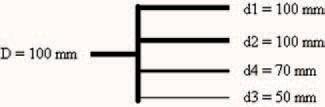 d1 = 100 mm
d2 = 100 mm
D = 100 mm
d4 = 70 mm
d3 = 50 mm